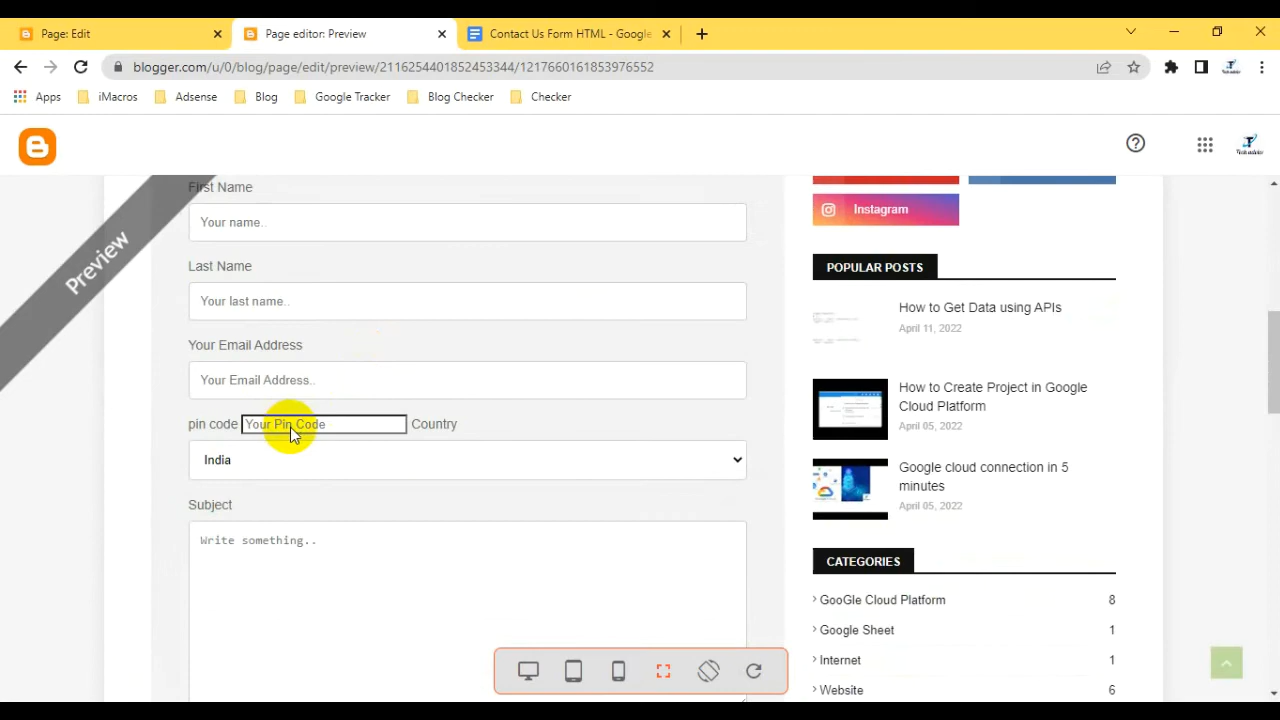 Page: Edit
Page editor: Preview
Contact Us Form HTML - Google
blogger.com/u/0/blog/page/edit/preview/2116254401852453344/1217660161853976552
Apps
iMacros
Adsense
Blog
Google Tracker
Blog Checker
Checker
Preview
First Name
Your name..
Last Name
Your last name..
Your Email Address
Your Email Address..
pin code Your Pin Code Country
India
Subject
Write something..
Instagram
POPULAR POSTS
How to Get Data using APIs
April 11, 2022
How to Create Project in Google
Cloud Platform
April 05, 2022
Google cloud connection in 5
minutes
April 05, 2022
CATEGORIES
GooGle Cloud Platform 8
Google Sheet 1
Internet 1
Website 6